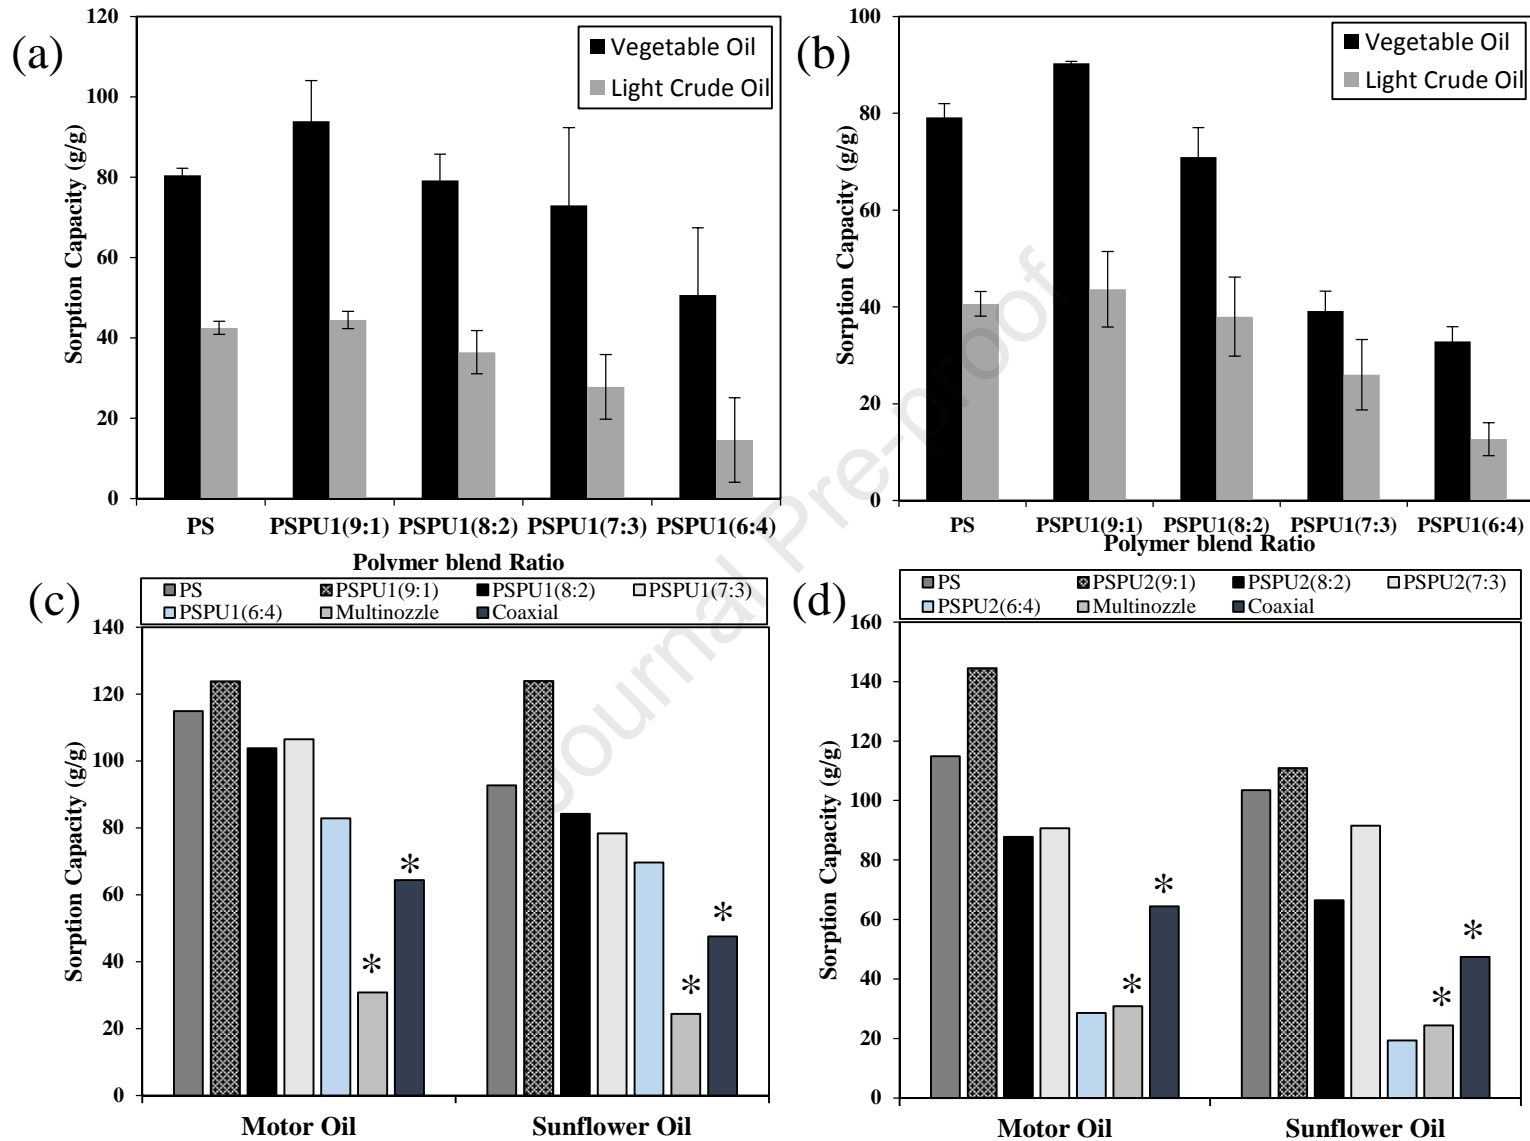 (a)
Vegetable Oil
Light Crude Oil
Sorption Capacity (g/g)
120
100
80
60
40
20
0
PS PSPU1(9:1) PSPU1(8:2) PSPU1(7:3) PSPU1(6:4)
Polymer blend Ratio
(b)
Vegetable Oil
Light Crude Oil
Sorption Capacity (g/g)
100
80
60
40
20
0
PS PSPU1(9:1) PSPU1(8:2) PSPU1(7:3) PSPU1(6:4)
Polymer blend Ratio
(c)
PS PSPU1(9:1) PSPU1(8:2) PSPU1(7:3)
PSPU1(6:4) Multinozzle Coaxial
Sorption Capacity (g/g)
140
120
100
80
60
40
20
0
* * * *
Motor Oil Sunflower Oil
(d)
PS PSPU2(9:1) PSPU2(8:2) PSPU2(7:3)
PSPU2(6:4) Multinozzle Coaxial
Sorption Capacity (g/g)
160
140
120
100
80
60
40
20
0
* * * *
Motor Oil Sunflower Oil
Journal Pre-proof